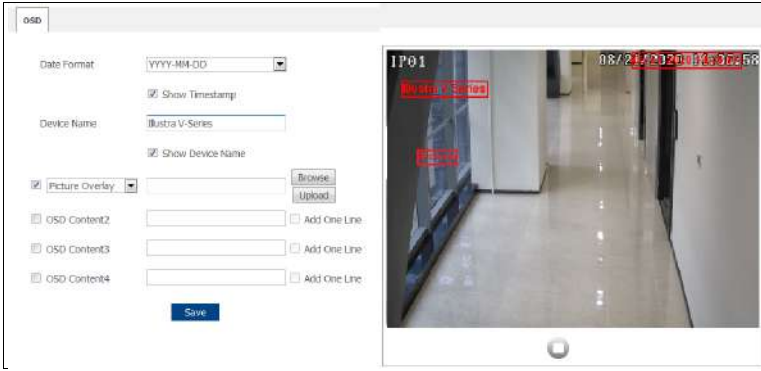 OSD
Date Format YYYY-MM-DD
Show Timestamp
Device Name Illustra V-Series
Show Device Name
Picture Overlay Browse
Upload
OSD Content2 Add One Line
OSD Content3 Add One Line
OSD Content4 Add One Line
Save
IP01
Illustra V-Series